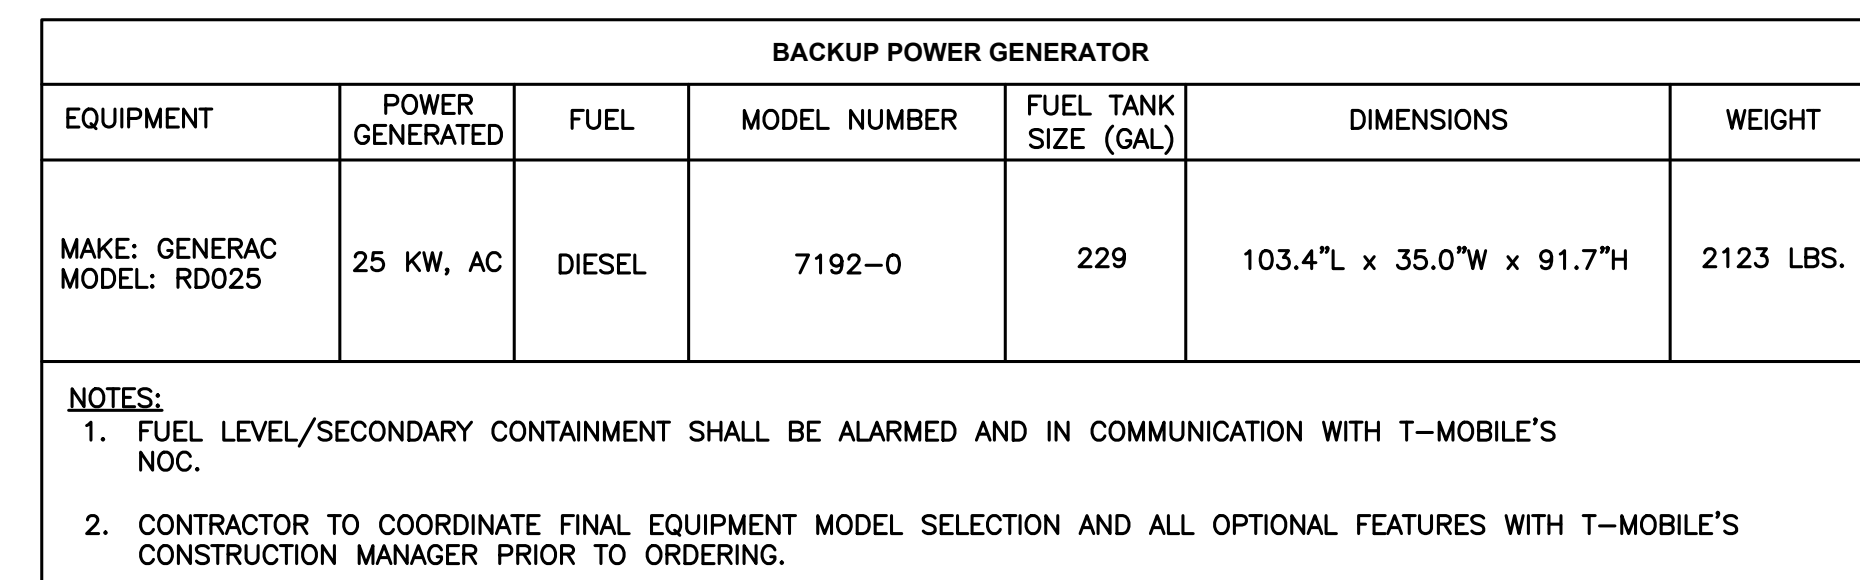 BACKUP POWER GENERATOR
EQUIPMENT
POWER
GENERATED
FUEL
MODEL NUMBER
FUEL TANK
SIZE (GAL)
DIMENSIONS
WEIGHT
MAKE: GENERAC
MODEL: RD025
25 KW, AC
DIESEL
7192-0
229
103.4"L x 35.0"W x 91.7"H
2123 LBS.
NOTES:
1. FUEL LEVEL/SECONDARY CONTAINMENT SHALL BE ALARMED AND IN COMMUNICATION WITH T-MOBILE'S
NOC.
2. CONTRACTOR TO COORDINATE FINAL EQUIPMENT MODEL SELECTION AND ALL OPTIONAL FEATURES WITH T-MOBILE'S
CONSTRUCTION MANAGER PRIOR TO ORDERING.